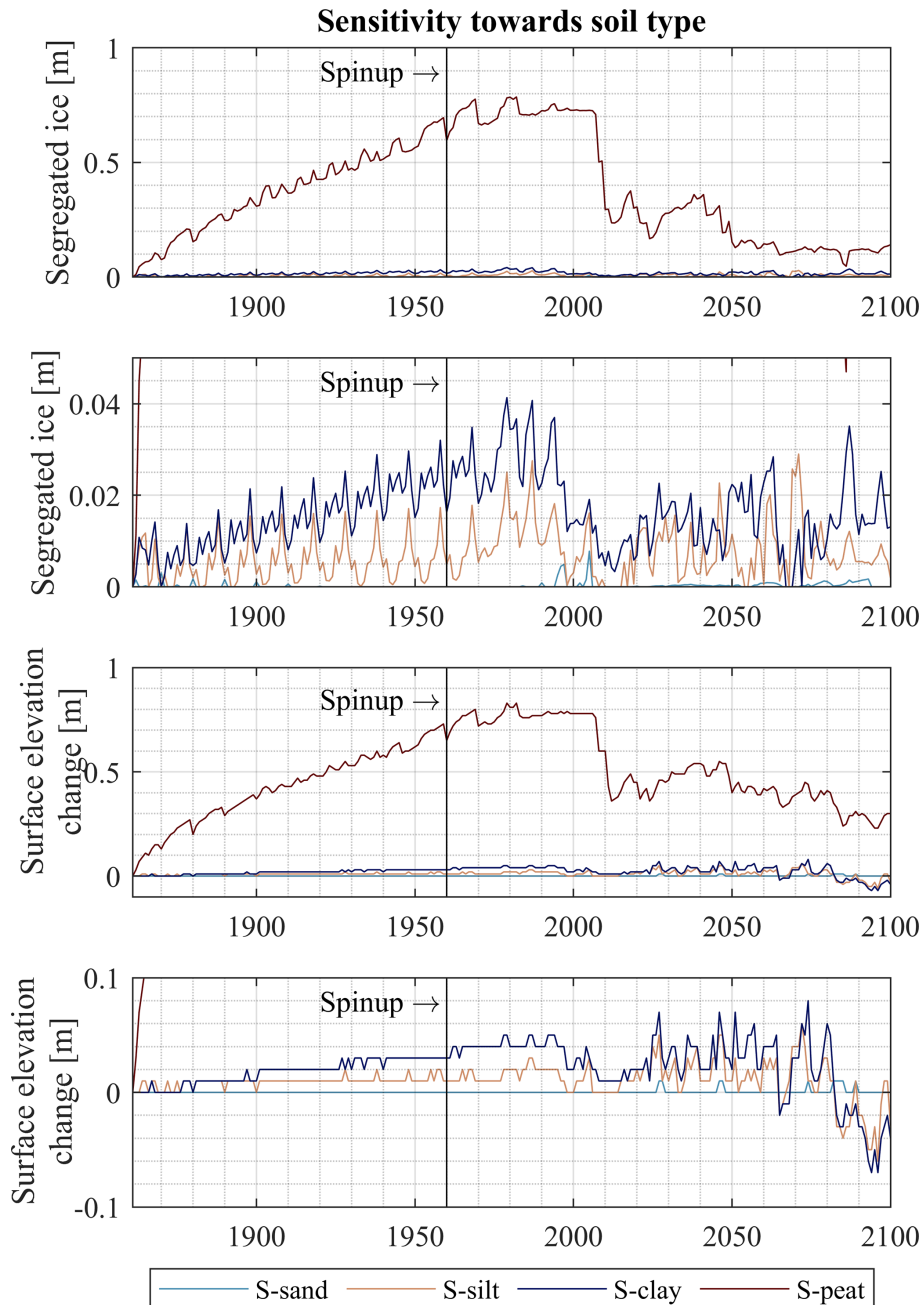 Sensitivity towards soil type
Segregated ice [m]
1
0.5
0
Spinup →
1900
1950
2000
2050
2100
Segregated ice [m]
0.04
0.02
0
Spinup →
1900
1950
2000
2050
2100
Surface elevation
change [m]
1
0.5
0
Spinup →
1900
1950
2000
2050
2100
Surface elevation
change [m]
0.1
0
-0.1
Spinup →
1900
1950
2000
2050
2100
S-sand S-silt S-clay S-peat